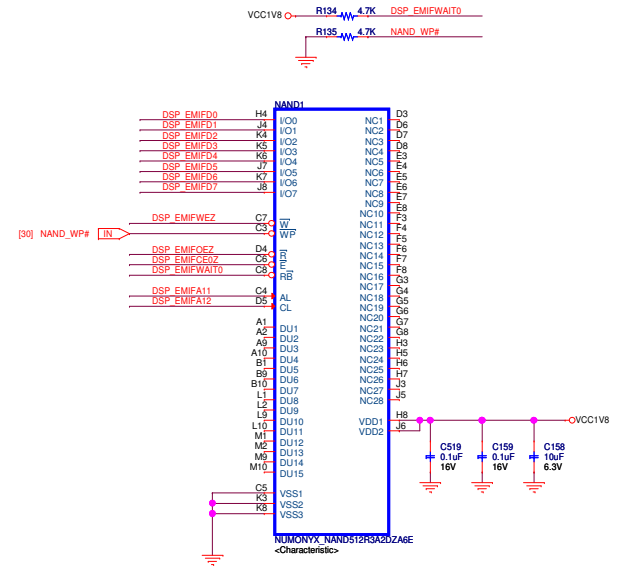 VCC1V8 R134 4.7K DSP_EMIFWAIT0
R135 4.7K NAND_WP#
NAND1
DSP_EMIFD0 H4 I/O0 NC1 D3
DSP_EMIFD1 J4 I/O1 NC2 D6
DSP_EMIFD2 K4 I/O2 NC3 D7
DSP_EMIFD3 K5 I/O3 NC4 D8
DSP_EMIFD4 K6 I/O4 NC5 E3
DSP_EMIFD5 J7 I/O5 NC6 E4
DSP_EMIFD6 K7 I/O6 NC7 E5
DSP_EMIFD7 J8 I/O7 NC8 E6
NC9 E7
NC10 E8
DSP_EMIFWEZ C7 W NC11 F3
[30] NAND_WP# IN C3 WP NC12 F4
NC13 F5
DSP_EMIFOEZ D4 R NC14 F6
DSP_EMIFCE0Z C6 E NC15 F7
DSP_EMIFWAIT0 C8 RB NC16 F8
NC17 G3
DSP_EMIFA11 C4 AL NC18 G4
DSP_EMIFA12 D5 CL NC19 G5
NC20 G6
A1 DU1 NC21 G7
A2 DU2 NC22 G8
A9 DU3 NC23 H3
A10 DU4 NC24 H5
B1 DU5 NC25 H6
B9 DU6 NC26 H7
B10 DU7 NC27 J3
L1 DU8 NC28 J5
L2 DU9
L9 DU10 VDD1 H8 VCC1V8
L10 DU11 VDD2 J6
M1 DU12
M2 DU13
M9 DU14
M10 DU15
C519 0.1uF 16V
C159 0.1uF 16V
C158 10uF 6.3V
C5 VSS1
K3 VSS2
K8 VSS3
NUMONYX_NAND512R3A2DZA6E
<Characteristic>